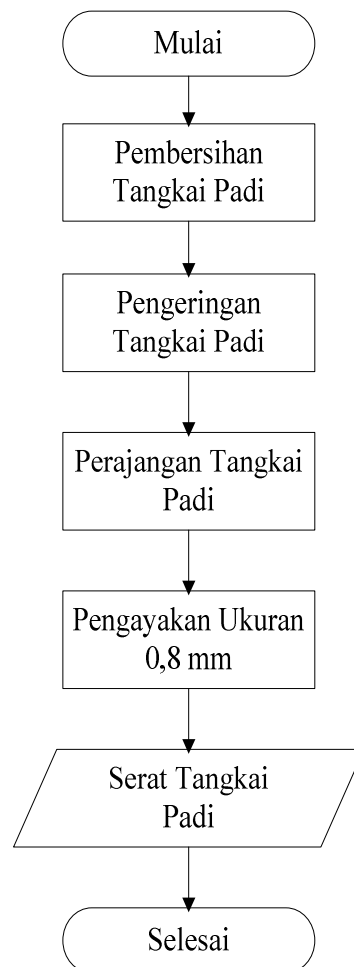 Mulai
Pembersihan
Tangkai Padi
Pengeringan
Tangkai Padi
Perajangan Tangkai
Padi
Pengayakan Ukuran
0,8 mm
Serat Tangkai
Padi
Selesai